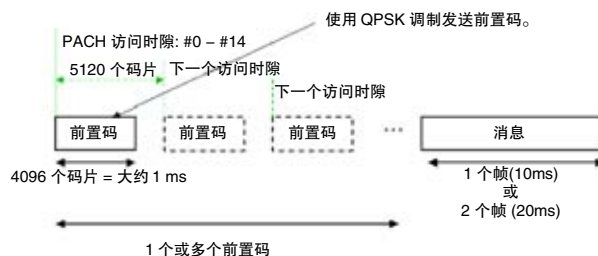 使用 QPSK 调制发送前置码。
PACH 访问时隙: #0 – #14
5120 个码片
下一个访问时隙
下一个访问时隙
前置码
前置码
前置码
...
消息
4096 个码片 = 大约 1 ms
1 个帧(10ms)
或
2 个帧 (20ms)
1 个或多个前置码